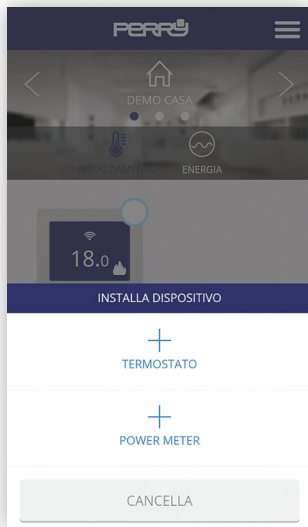 PERRY
DEMO CASA
RISCALDAMENTO
ENERGIA
18.0
INSTALLA DISPOSITIVO
TERMOSTATO
POWER METER
CANCELLA